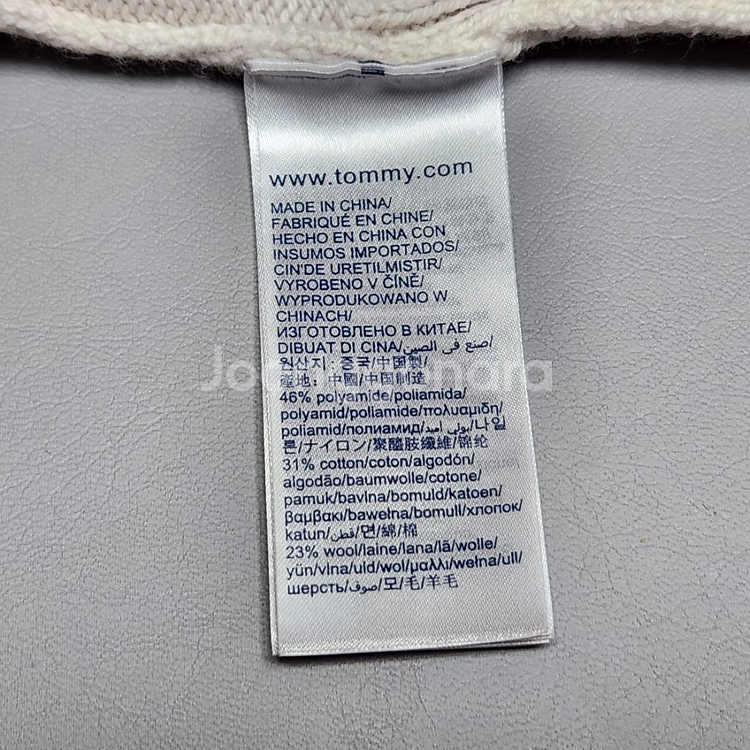 www.tommy.com
MADE IN CHINA/
FABRIQUÉ EN CHINE/
HECHO EN CHINA CON
INSUMOS IMPORTADOS/
CIN'DE URETILMISTIR/
VYROBENO V ČÍNĚ/
WYPRODUKOWANO W
CHINACH/
ИЗГОТОВЛЕНО В КИТАЕ/
DIBUAT DI CINA/صنع في الصين/
원산지: 중국/中国製/
産地: 中國/中国制造
46% polyamide/poliamida/
polyamid/poliamide/πολυαμιδη/
poliamid/полиамид/بولي اميد/나일
론/ナイロン/聚醯胺纖維/锦纶
31% cotton/coton/algodón/
algodão/baumwolle/cotone/
pamuk/bavlna/bomuld/katoen/
βαμβακι/bawełna/bomull/хлопок/
katun/قطن/면/綿/棉
23% wool/laine/lana/lã/wolle/
yün/vlna/uld/wol/μαλλι/wełna/ull/
шерсть/صوف/모/毛/羊毛